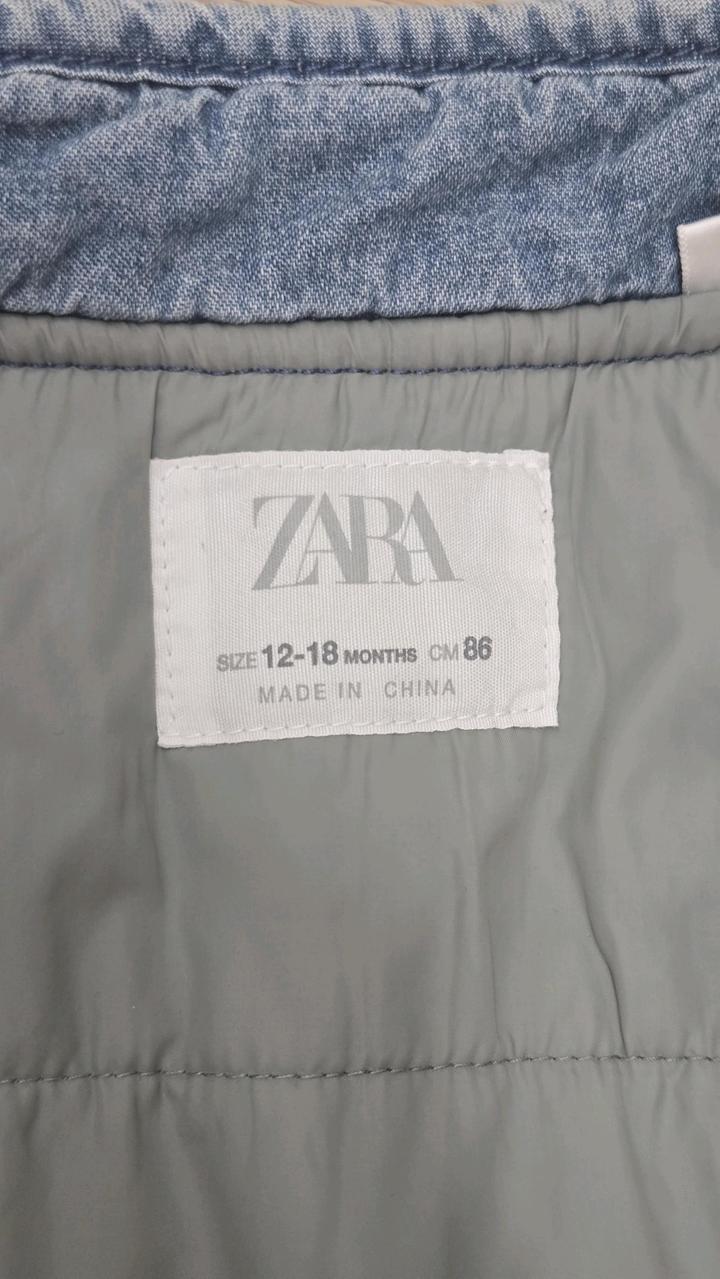 ZARA
SIZE 12-18 MONTHS CM 86
MADE IN CHINA